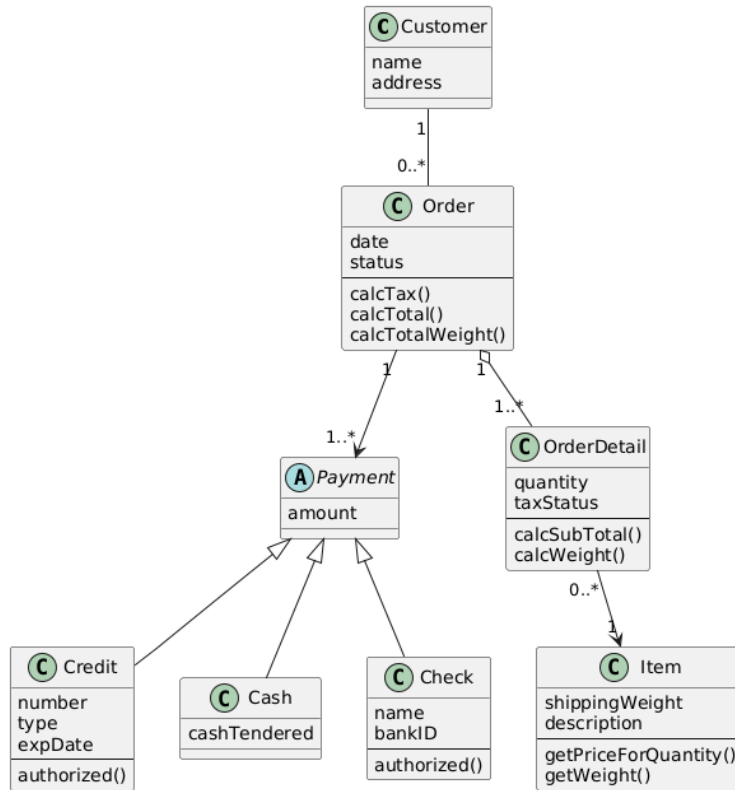 C Customer
name
address
1
0..*
C Order
date
status
calcTax()
calcTotal()
calcTotalWeight()
1
1
1..*
1..*
A Payment
amount
C OrderDetail
quantity
taxStatus
calcSubTotal()
calcWeight()
0..*
1
C Credit
number
type
expDate
authorized()
C Cash
cashTendered
C Check
name
bankID
authorized()
C Item
shippingWeight
description
getPriceForQuantity()
getWeight()